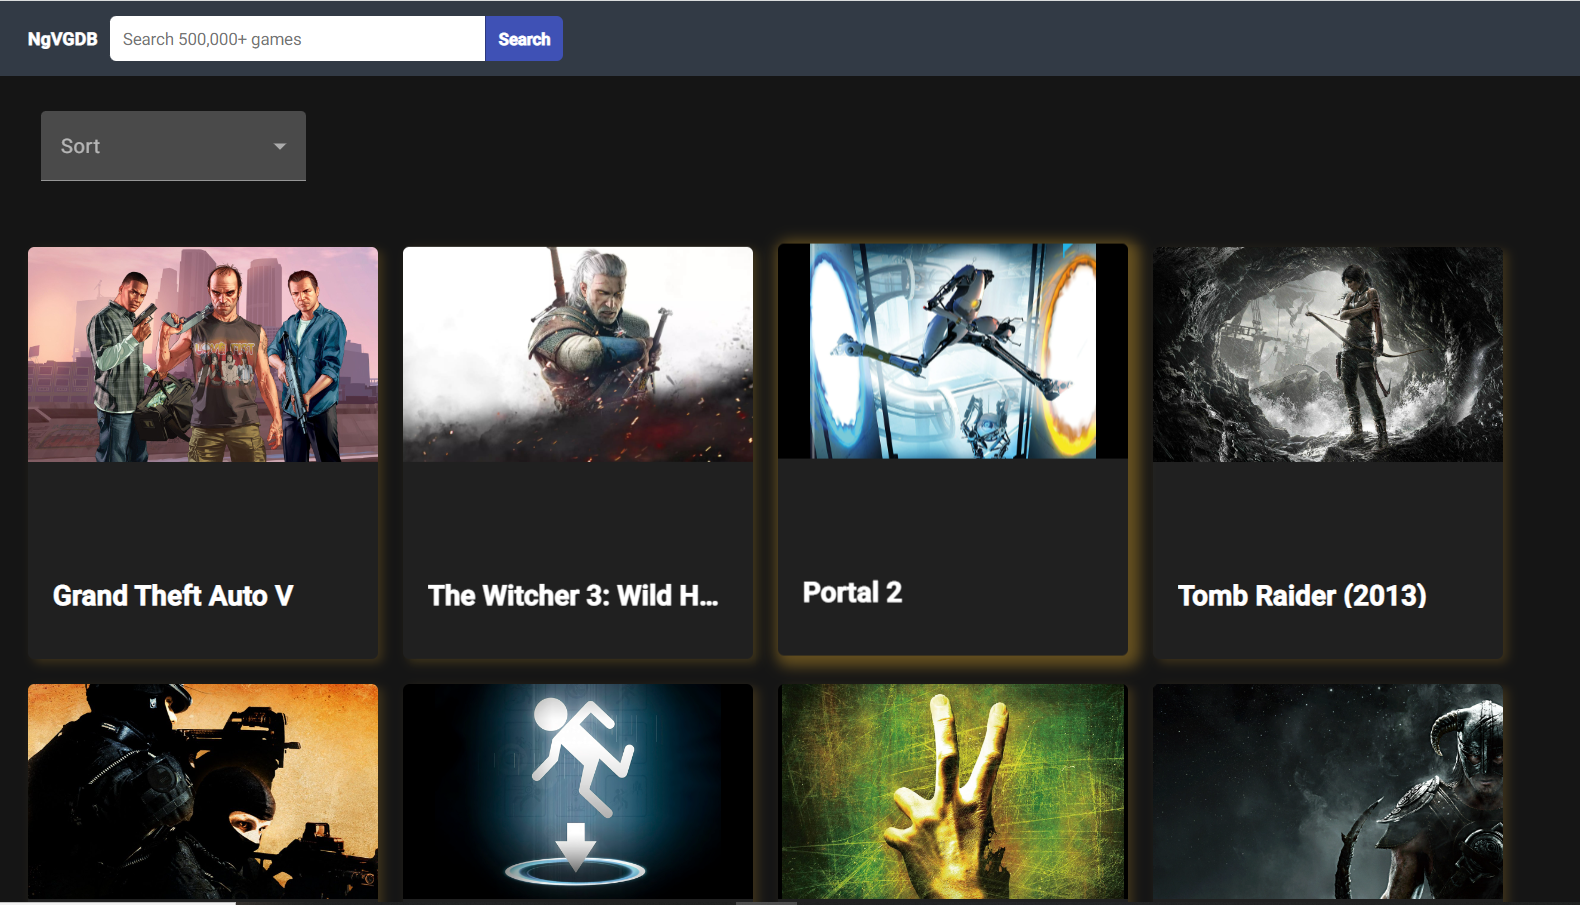 NgVGDB
Search 500,000+ games
Search
Sort
Grand Theft Auto V
The Witcher 3: Wild H...
Portal 2
Tomb Raider (2013)